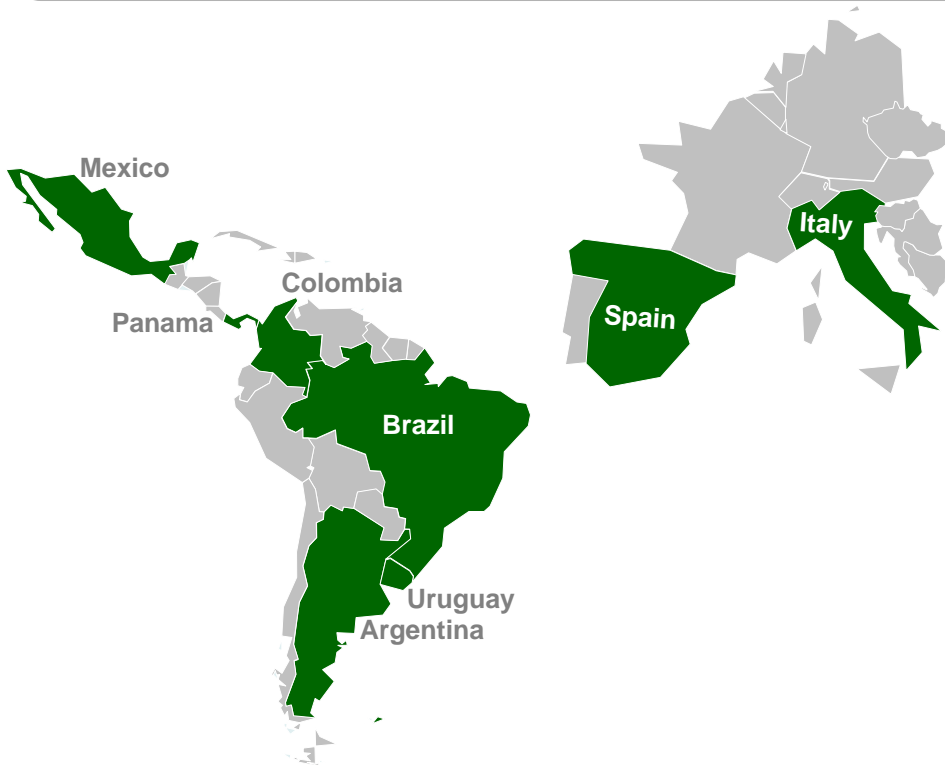 Mexico
Italy
Colombia
Panama
Spain
Brazil
Uruguay
Argentina